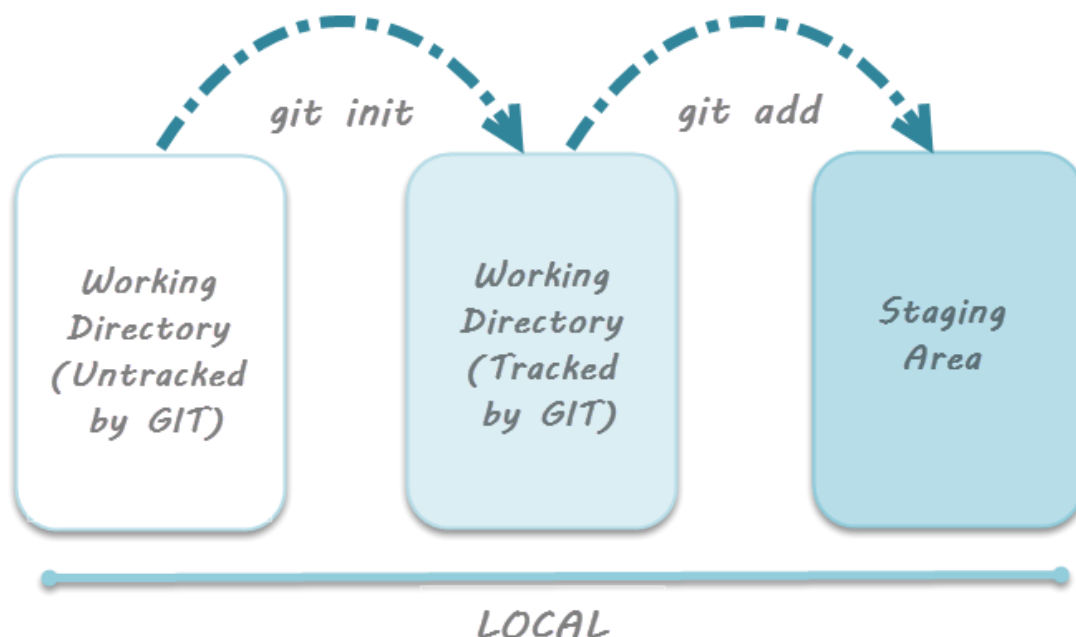 git init
git add
Working
Directory
(Untracked
by GIT)
Working
Directory
(Tracked
by GIT)
Staging
Area
LOCAL